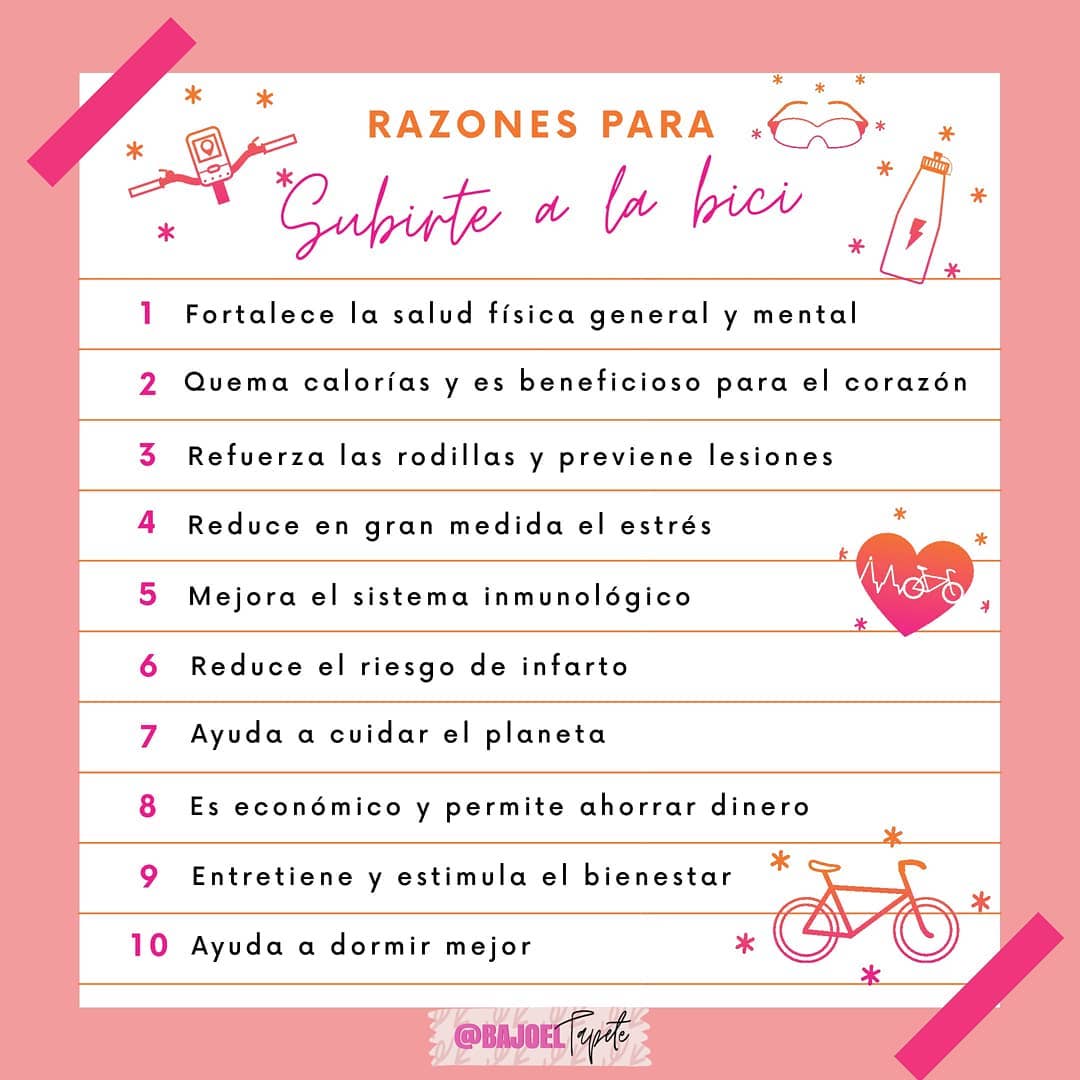 RAZONES PARA
Subirte a la bici
1 Fortalece la salud física general y mental
2 Quema calorías y es beneficioso para el corazón
3 Refuerza las rodillas y previene lesiones
4 Reduce en gran medida el estrés
5 Mejora el sistema inmunológico
6 Reduce el riesgo de infarto
7 Ayuda a cuidar el planeta
8 Es económico y permite ahorrar dinero
9 Entretiene y estimula el bienestar
10 Ayuda a dormir mejor
@BAJOEL Tapete